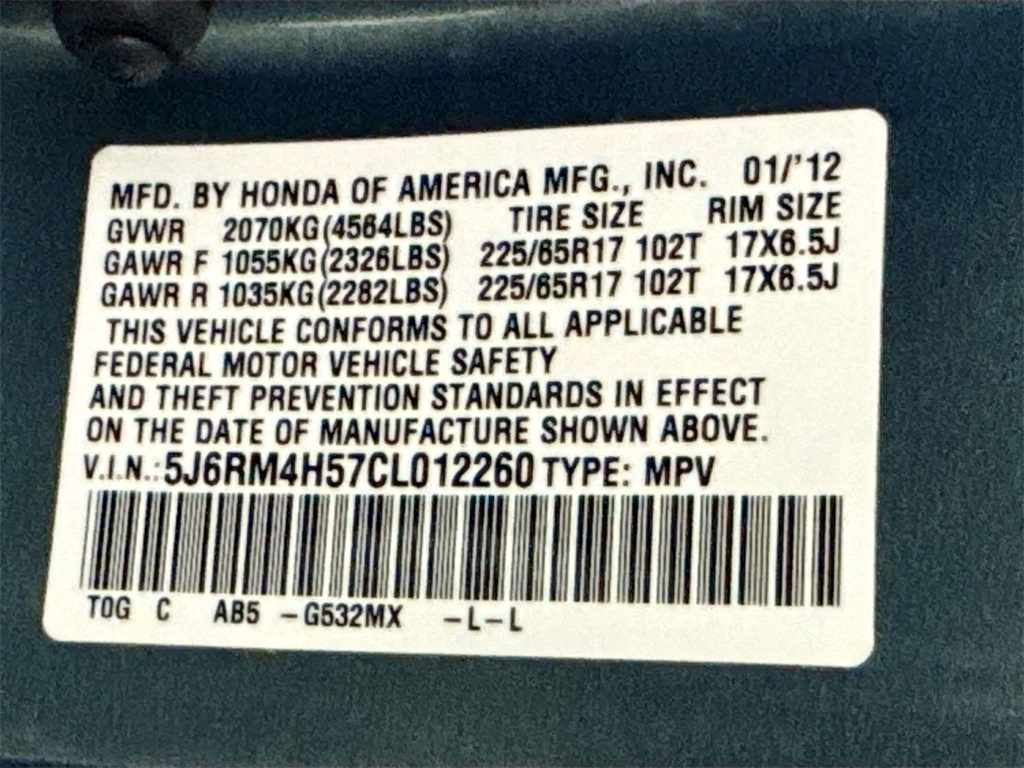 MFD. BY HONDA OF AMERICA MFG., INC. 01/'12
GVWR 2070KG(4564LBS) TIRE SIZE RIM SIZE
GAWR F 1055KG(2326LBS) 225/65R17 102T 17X6.5J
GAWR R 1035KG(2282LBS) 225/65R17 102T 17X6.5J
THIS VEHICLE CONFORMS TO ALL APPLICABLE
FEDERAL MOTOR VEHICLE SAFETY
AND THEFT PREVENTION STANDARDS IN EFFECT
ON THE DATE OF MANUFACTURE SHOWN ABOVE.
V.I.N.: 5J6RM4H57CL012260 TYPE: MPV
T0G C AB5 -G532MX -L-L